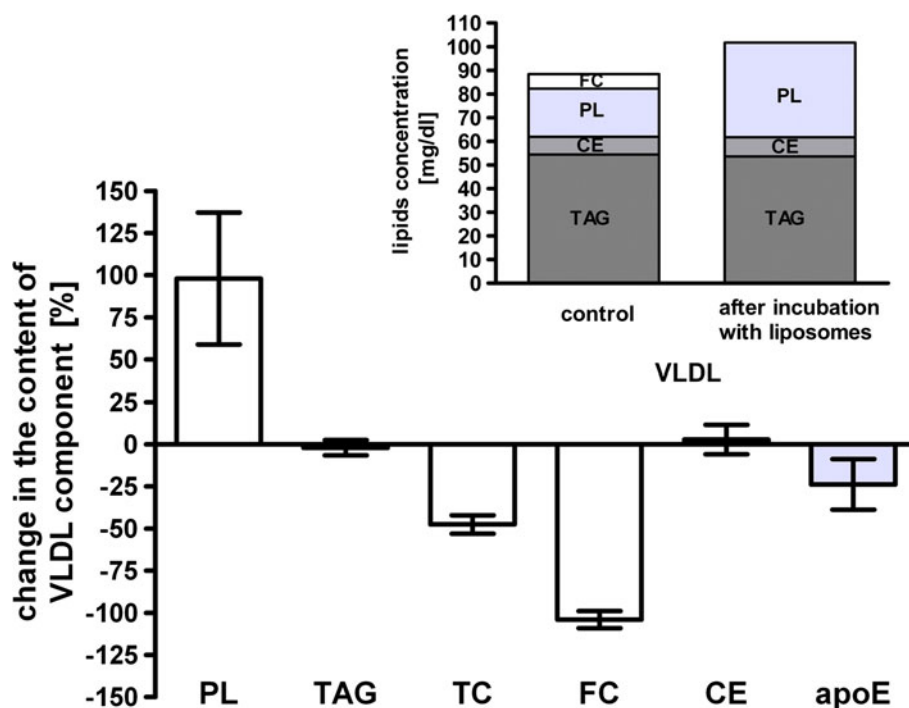 110
100
90
80
70
60
50
40
30
20
10
0
lipids concentration
[mg/dl]
FC
PL
CE
TAG
PL
CE
TAG
control
after incubation
with liposomes
VLDL
150
125
100
75
50
25
0
-25
-50
-75
-100
-125
-150
change in the content of
VLDL component [%]
PL TAG TC FC CE apoE